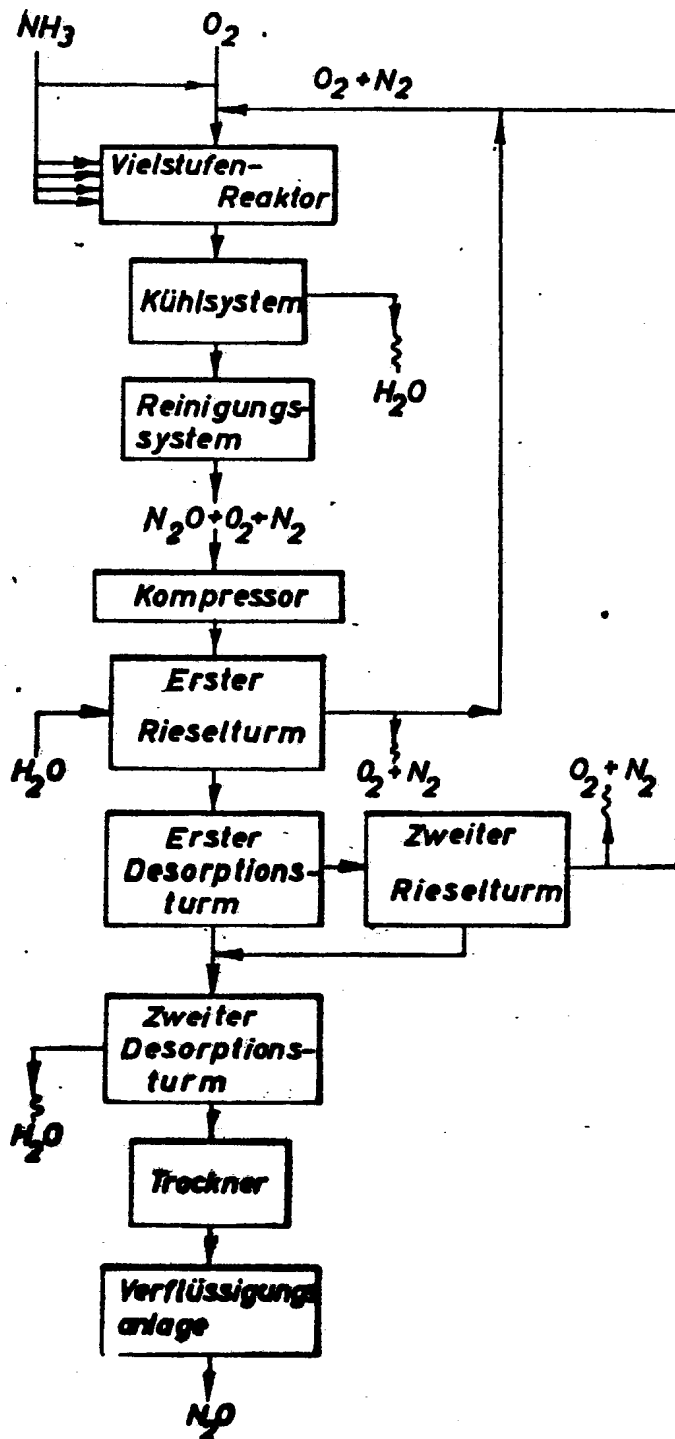 NH3
O2
O2+N2
Vielstufen-
Reaktor
Kühlsystem
H2O
Reinigungs-
system
N2O+O2+N2
Kompressor
Erster
Rieselturm
H2O
O2+N2
O2+N2
Erster
Desorptions-
turm
Zweiter
Rieselturm
Zweiter
Desorptions-
turm
H2O
Trockner
Verflüssigungs
anlage
N2O